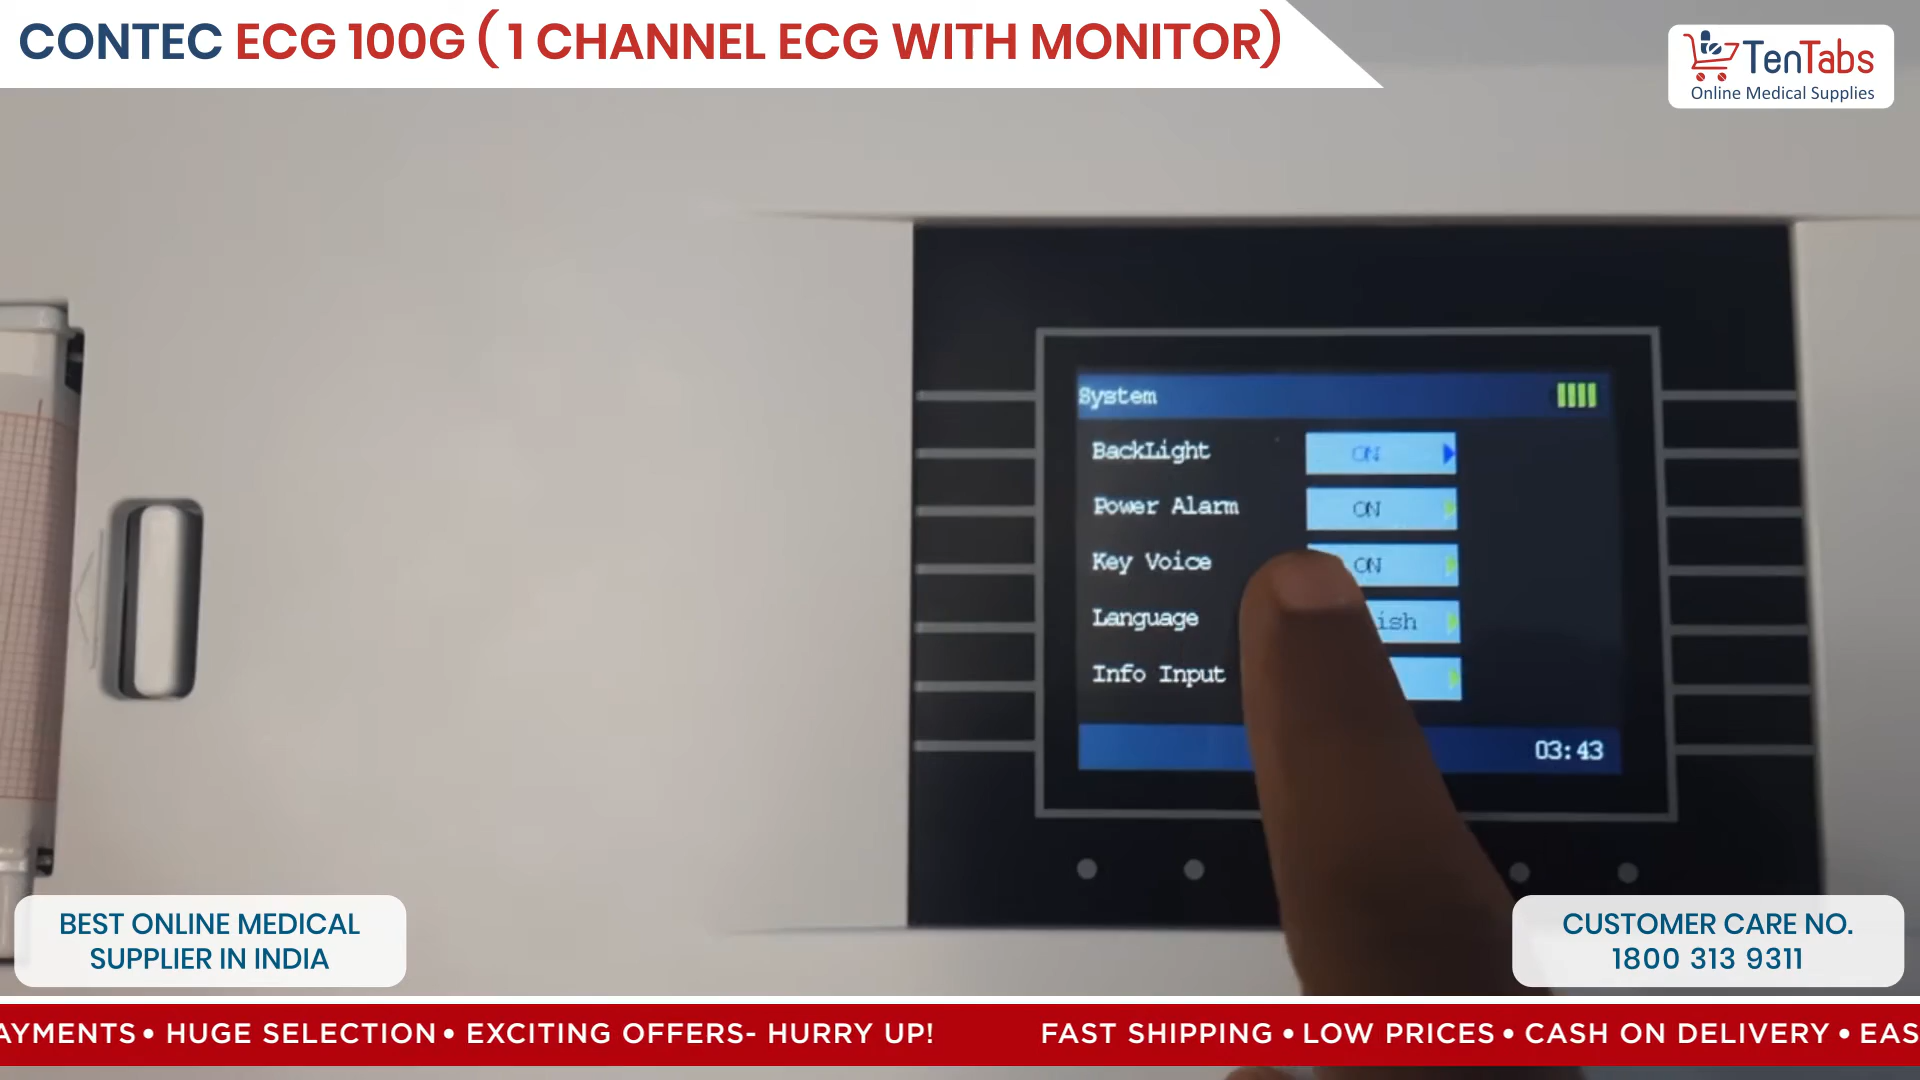 CONTEC ECG 100G ( 1 CHANNEL ECG WITH MONITOR)
TenTabs
Online Medical Supplies
System
BackLight ON
Power Alarm ON
Key Voice ON
Language ish
Info Input
03:43
BEST ONLINE MEDICAL
SUPPLIER IN INDIA
CUSTOMER CARE NO.
1800 313 9311
AYMENTS • HUGE SELECTION • EXCITING OFFERS- HURRY UP! FAST SHIPPING • LOW PRICES • CASH ON DELIVERY • EAS